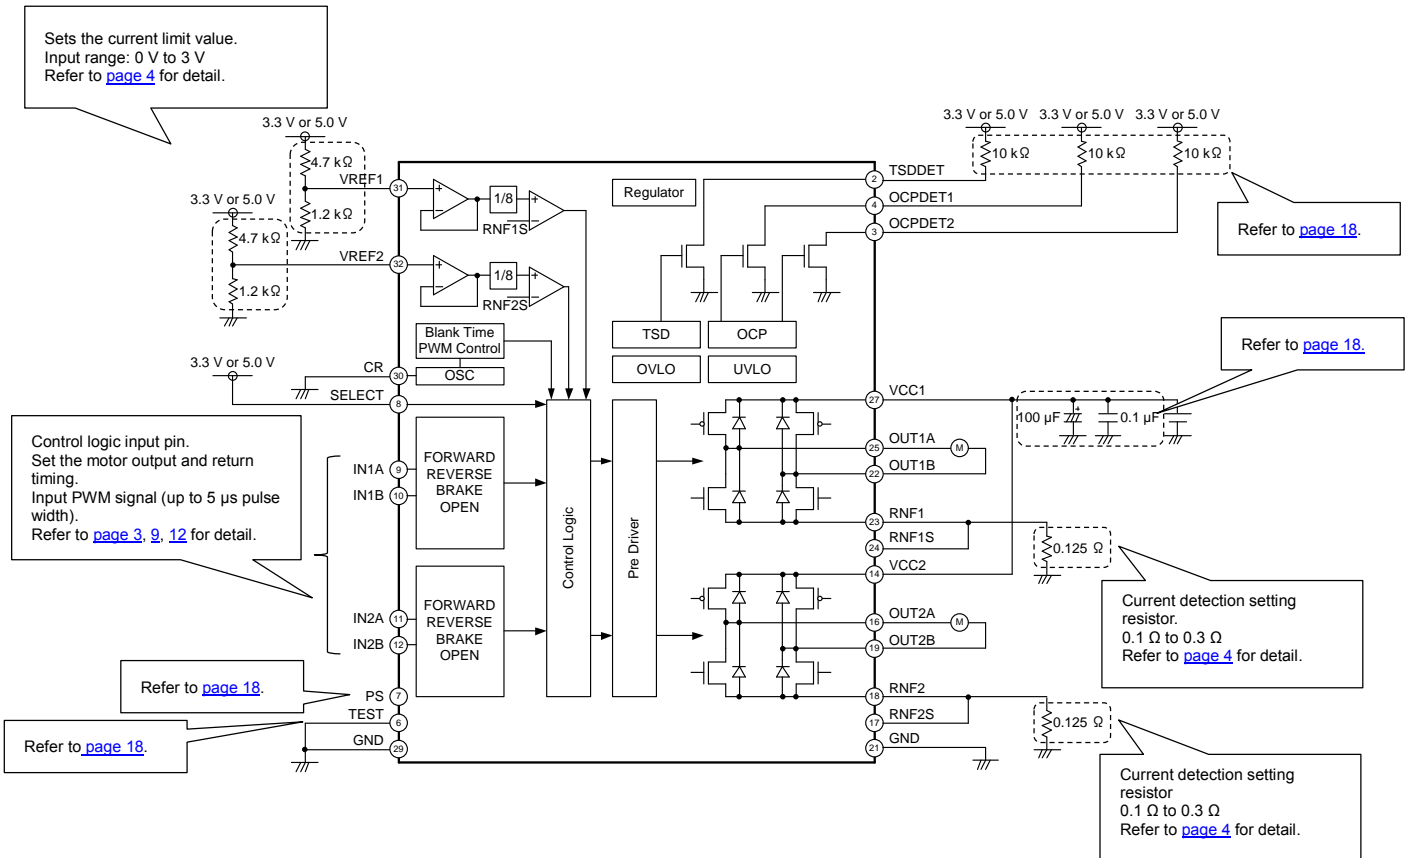 Sets the current limit value.
Input range: 0 V to 3 V
Refer to page 4 for detail.
3.3 V or 5.0 V
4.7 kΩ
1.2 kΩ
VREF1
31
3.3 V or 5.0 V
4.7 kΩ
1.2 kΩ
VREF2
32
+
−
1/8
+
−
RNF1S
+
−
1/8
+
−
RNF2S
Blank Time
PWM Control
OSC
3.3 V or 5.0 V
CR
30
SELECT
8
Control logic input pin.
Set the motor output and return
timing.
Input PWM signal (up to 5 µs pulse
width).
Refer to page 3, 9, 12 for detail.
IN1A
9
IN1B
10
FORWARD
REVERSE
BRAKE
OPEN
IN2A
11
IN2B
12
FORWARD
REVERSE
BRAKE
OPEN
Refer to page 18.
PS
7
TEST
6
Refer to page 18.
GND
29
Control Logic
Pre Driver
Regulator
TSD
OCP
OVLO
UVLO
3.3 V or 5.0 V 3.3 V or 5.0 V 3.3 V or 5.0 V
10 kΩ 10 kΩ 10 kΩ
TSDDET
2
OCPDET1
4
OCPDET2
3
Refer to page 18.
Refer to page 18.
VCC1
27
100 µF
+
0.1 µF
OUT1A
25
M
OUT1B
22
RNF1
23
RNF1S
24
0.125 Ω
VCC2
14
Current detection setting
resistor.
0.1 Ω to 0.3 Ω
Refer to page 4 for detail.
OUT2A
16
M
OUT2B
19
RNF2
18
RNF2S
17
0.125 Ω
GND
21
Current detection setting
resistor
0.1 Ω to 0.3 Ω
Refer to page 4 for detail.